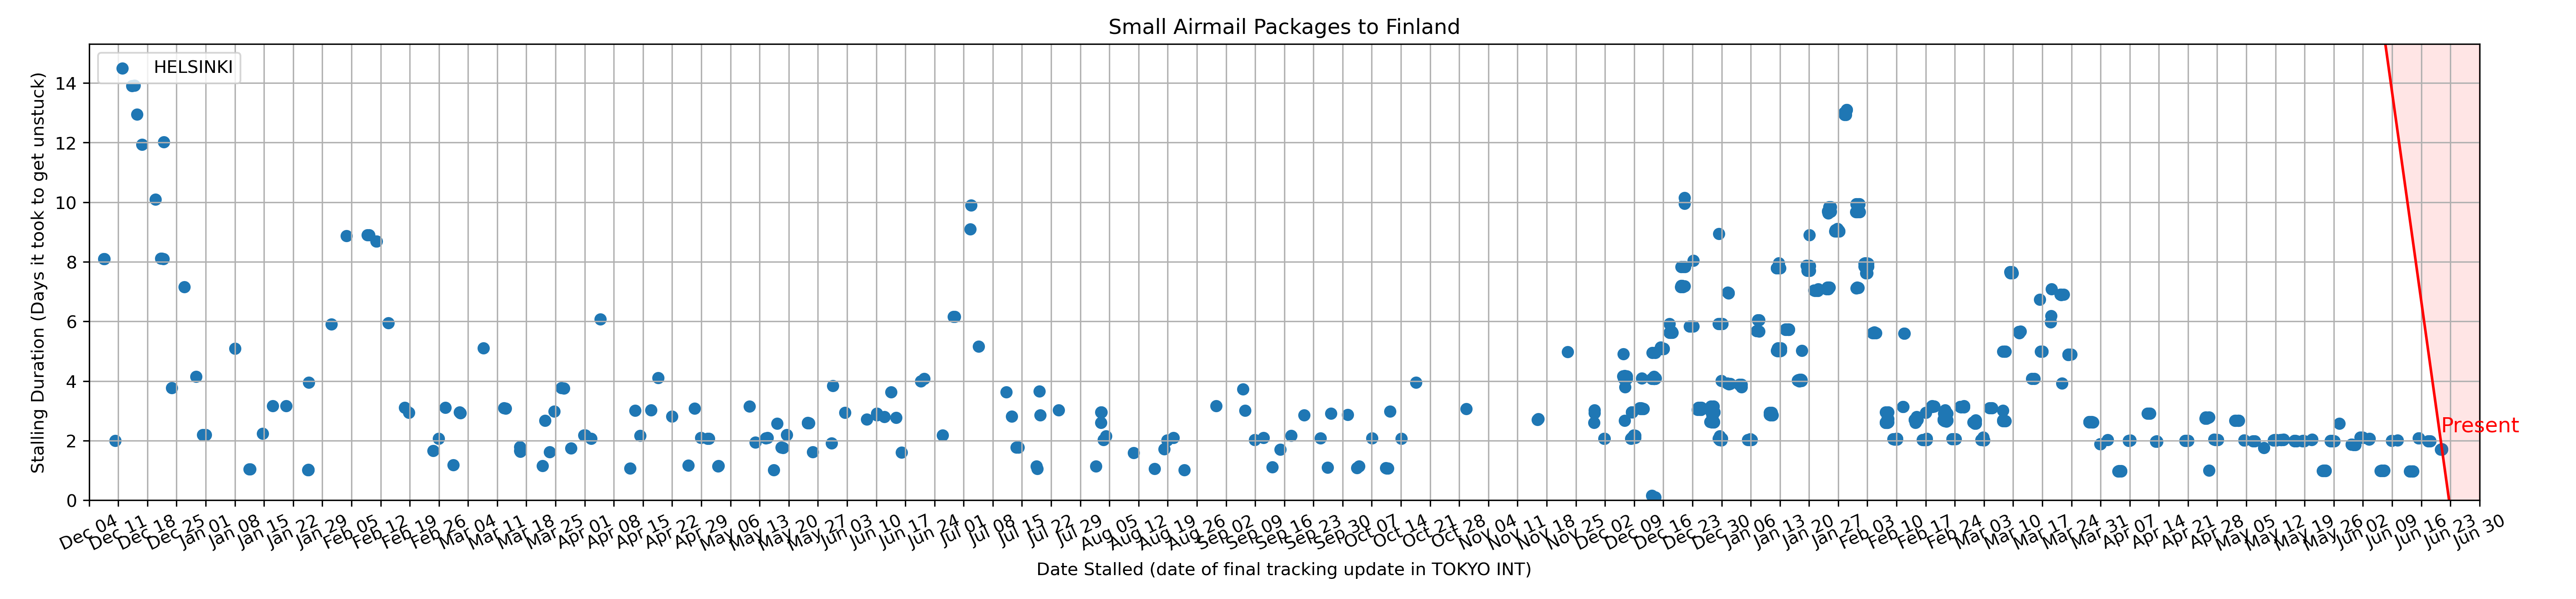 Small Airmail Packages to Finland
HELSINKI
Stalling Duration (Days it took to get unstuck)
14
12
10
8
6
4
2
0
Present
Dec 04
Dec 11
Dec 18
Dec 25
Jan 01
Jan 08
Jan 15
Jan 22
Jan 29
Feb 05
Feb 12
Feb 19
Feb 26
Mar 04
Mar 11
Mar 18
Mar 25
Apr 01
Apr 08
Apr 15
Apr 22
Apr 29
May 06
May 13
May 20
May 27
Jun 03
Jun 10
Jun 17
Jun 24
Jul 01
Jul 08
Jul 15
Jul 22
Jul 29
Aug 05
Aug 12
Aug 19
Aug 26
Sep 02
Sep 09
Sep 16
Sep 23
Sep 30
Oct 07
Oct 14
Oct 21
Oct 28
Nov 04
Nov 11
Nov 18
Nov 25
Dec 02
Dec 09
Dec 16
Dec 23
Dec 30
Jan 06
Jan 13
Jan 20
Jan 27
Feb 03
Feb 10
Feb 17
Feb 24
Mar 03
Mar 10
Mar 17
Mar 24
Mar 31
Apr 07
Apr 14
Apr 21
Apr 28
May 05
May 12
May 19
May 26
Jun 02
Jun 09
Jun 16
Jun 23
Jun 30
Date Stalled (date of final tracking update in TOKYO INT)